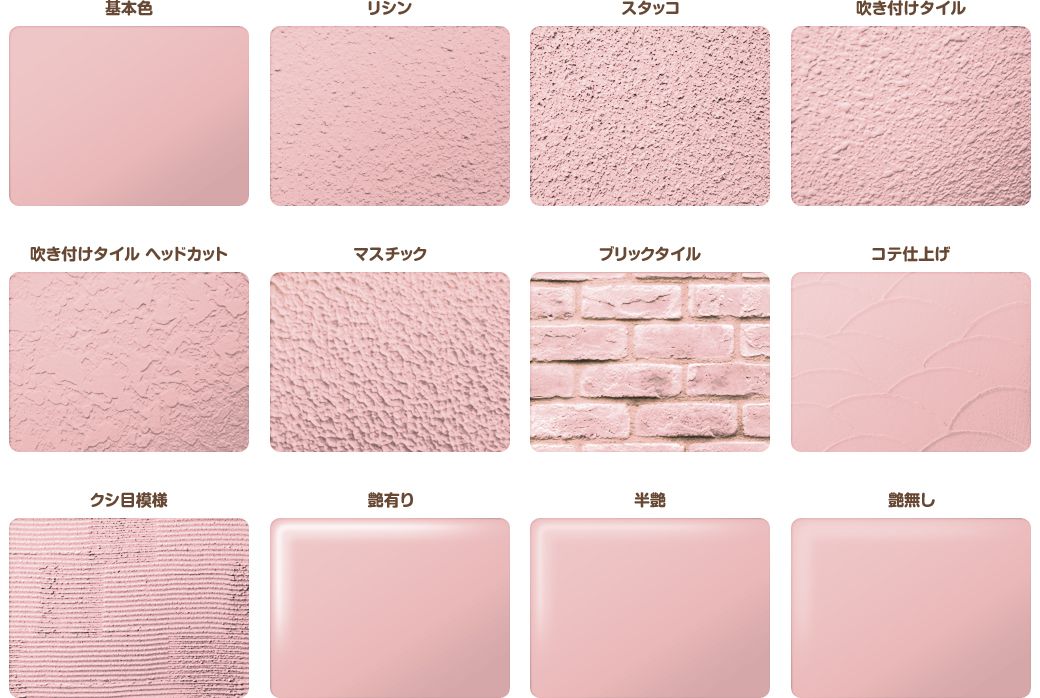 基本色
リシン
スタッコ
吹き付けタイル
吹き付けタイル ヘッドカット
マスチック
ブリックタイル
コテ仕上げ
クシ目模様
艶有り
半艶
艶無し